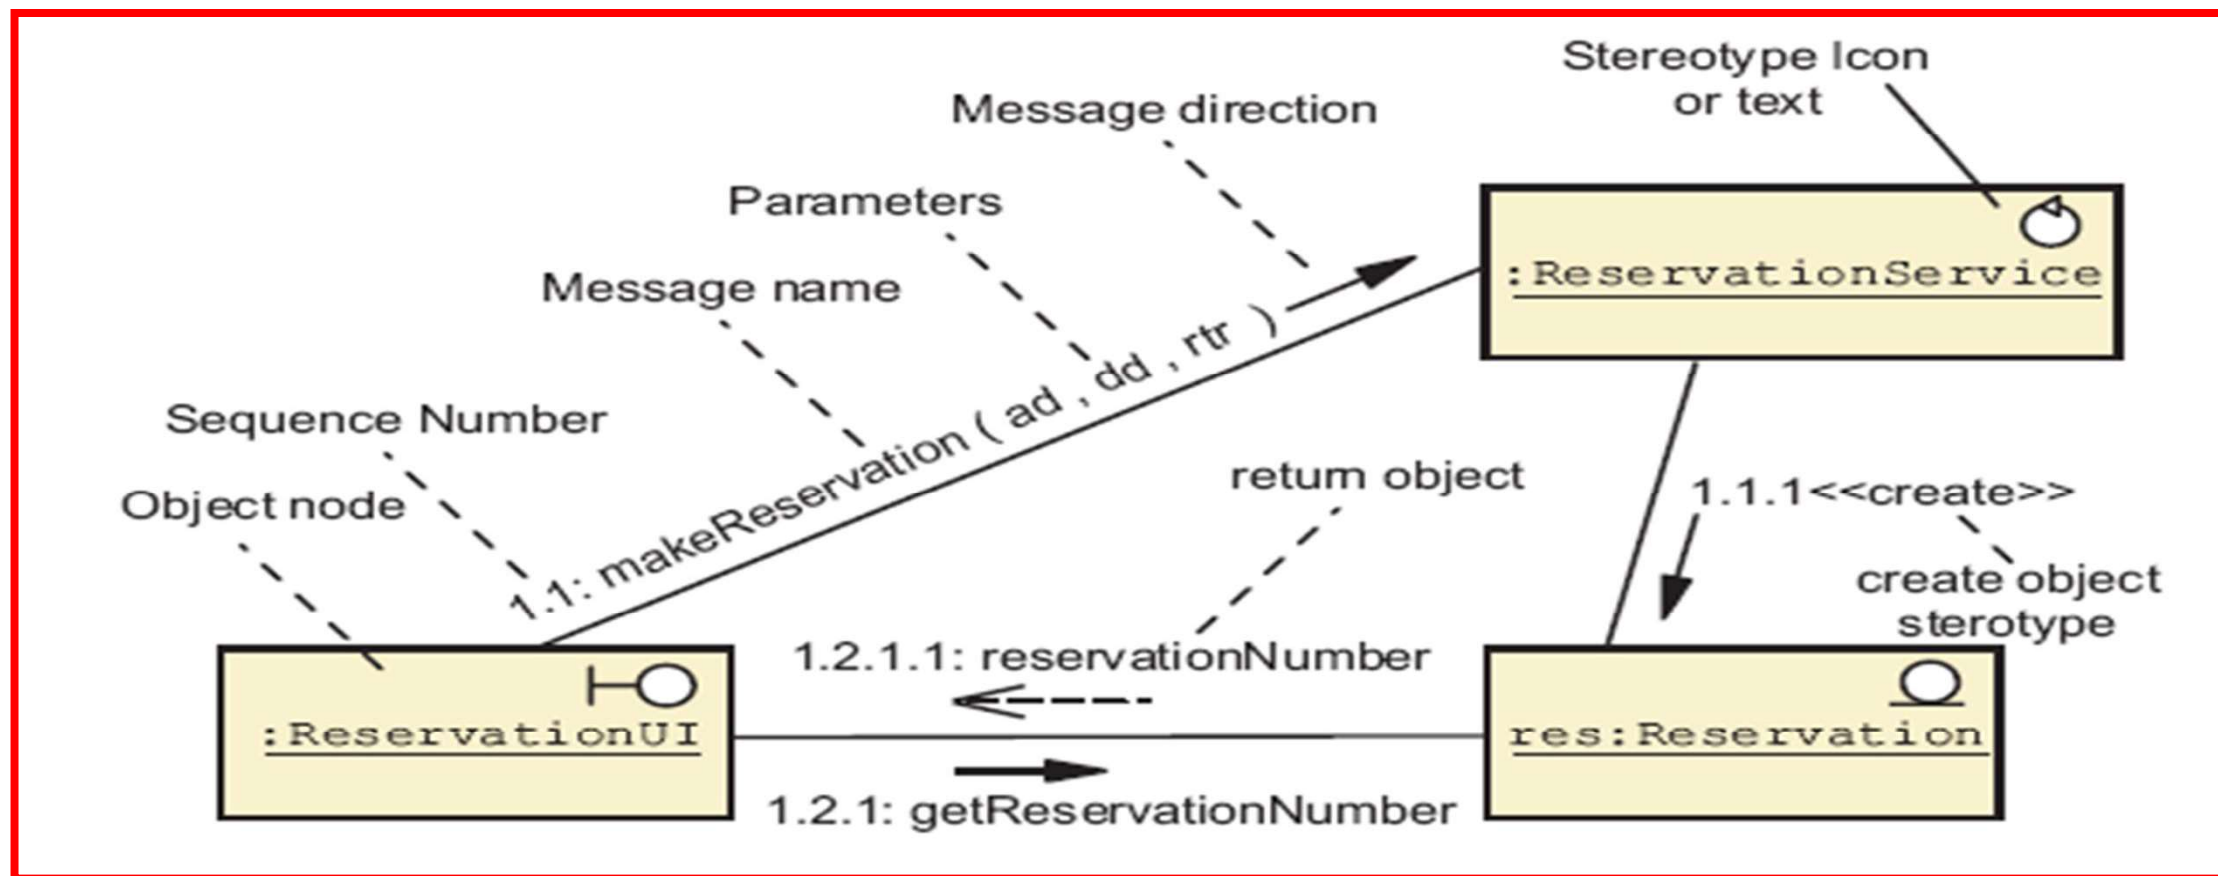 Stereotype Icon
or text
Message direction
Parameters
Message name
:ReservationService
Sequence Number
Object node
1.1: makeReservation ( ad , dd , rtr )
return object
1.1.1<<create>>
create object
sterotype
1.2.1.1: reservationNumber
:ReservationUI
res:Reservation
1.2.1: getReservationNumber